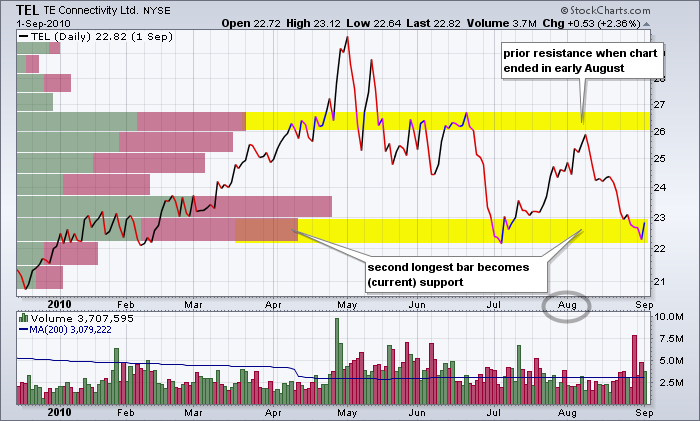 TEL TE Connectivity Ltd. NYSE
© StockCharts.com
1-Sep-2010
Open 22.72 High 23.12 Low 22.64 Last 22.82 Volume 3.7M Chg +0.53 (+2.36%)
TEL (Daily) 22.82 (1 Sep)
prior resistance when chart
ended in early August
28
27
26
25
24
23
22
21
second longest bar becomes
(current) support
2010 Feb Mar Apr May Jun Jul Aug Sep
Volume 3,707,595
MA(200) 3,079,222
10.0M
7.5M
5.0M
2.5M
2010 Feb Mar Apr May Jun Jul Aug Sep